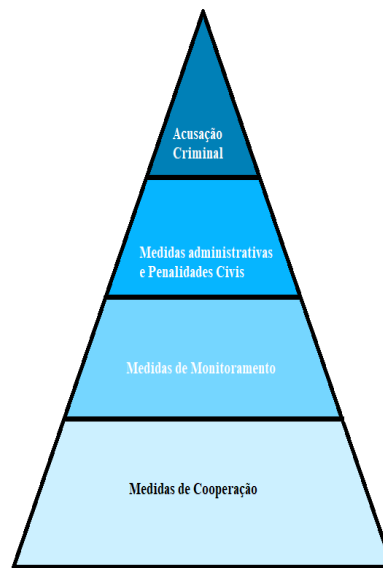 Acusação
Criminal
Medidas administrativas
e Penalidades Civis
Medidas de Monitoramento
Medidas de Cooperação